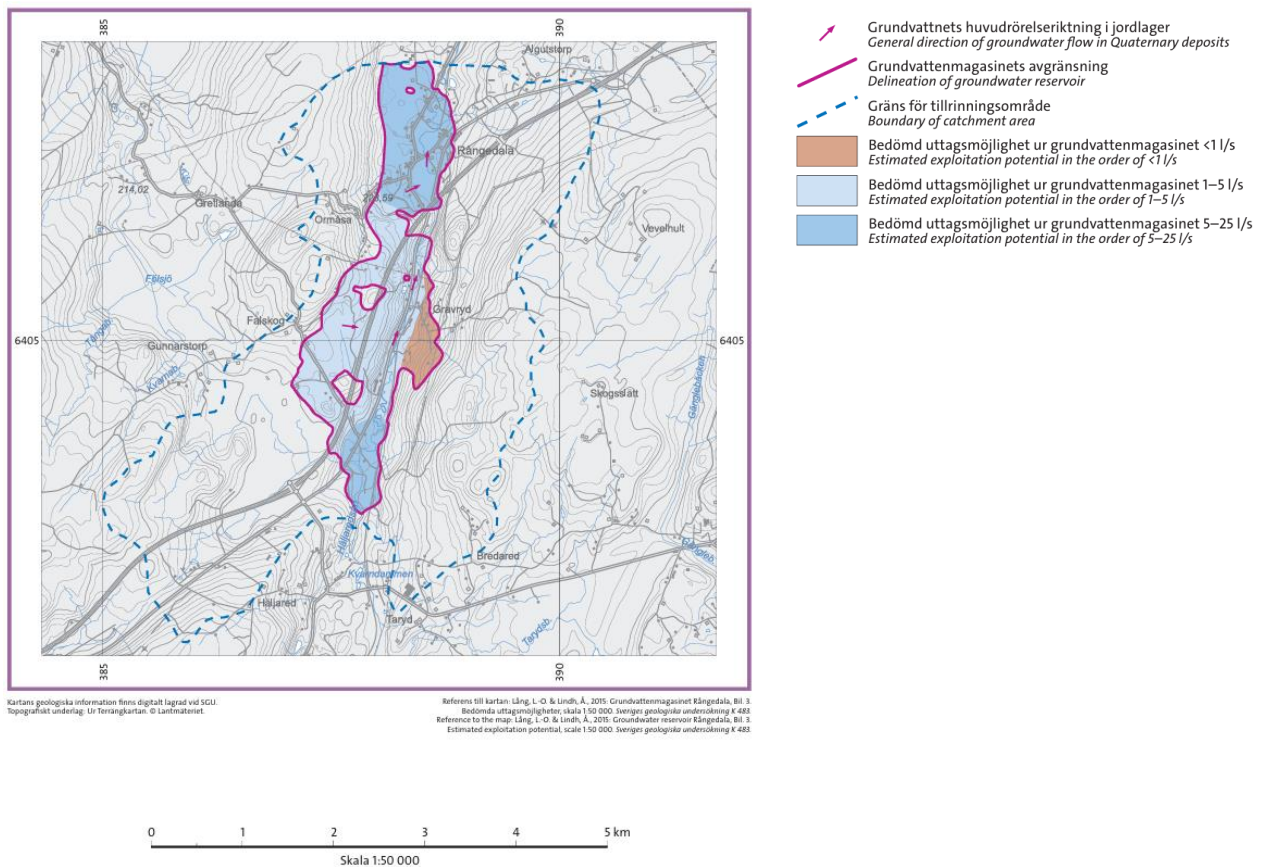 385
390
Algutstorp
Rångedala
214,02
Gretlanda
Ormåsa
Vevelhult
Fölsjö
Grävryd
Fälskog
6405
6405
Gunnarstorp
Kvarnab.
Skogsslätt
Gånglebäcken
Bredared
Gångleb.
Kvarndammen
Häljared
Taryd
Tarydab.
385
390
Kartans geologiska information finns digitalt lagrad vid SGU.
Topografiskt underlag: Ur Terrängkartan. © Lantmäteriet.
Referens till kartan: Lång, L.-O. & Lindh, Å., 2015: Grundvattenmagasinet Rångedala, Bil. 3.
Bedömda uttagsmöjligheter, skala 1:50 000. Sveriges geologiska undersökning K 483.
Reference to the map: Lång, L.-O. & Lindh, Å., 2015: Groundwater reservoir Rångedala, Bil. 3.
Estimated exploitation potential, scale 1:50 000. Sveriges geologiska undersökning K 483.
Grundvattnets huvudrörelseriktning i jordlager
General direction of groundwater flow in Quaternary deposits
Grundvattenmagasinets avgränsning
Delineation of groundwater reservoir
Gräns för tillrinningsområde
Boundary of catchment area
Bedömd uttagsmöjlighet ur grundvattenmagasinet <1 l/s
Estimated exploitation potential in the order of <1 l/s
Bedömd uttagsmöjlighet ur grundvattenmagasinet 1–5 l/s
Estimated exploitation potential in the order of 1–5 l/s
Bedömd uttagsmöjlighet ur grundvattenmagasinet 5–25 l/s
Estimated exploitation potential in the order of 5–25 l/s
0 1 2 3 4 5 km
Skala 1:50 000